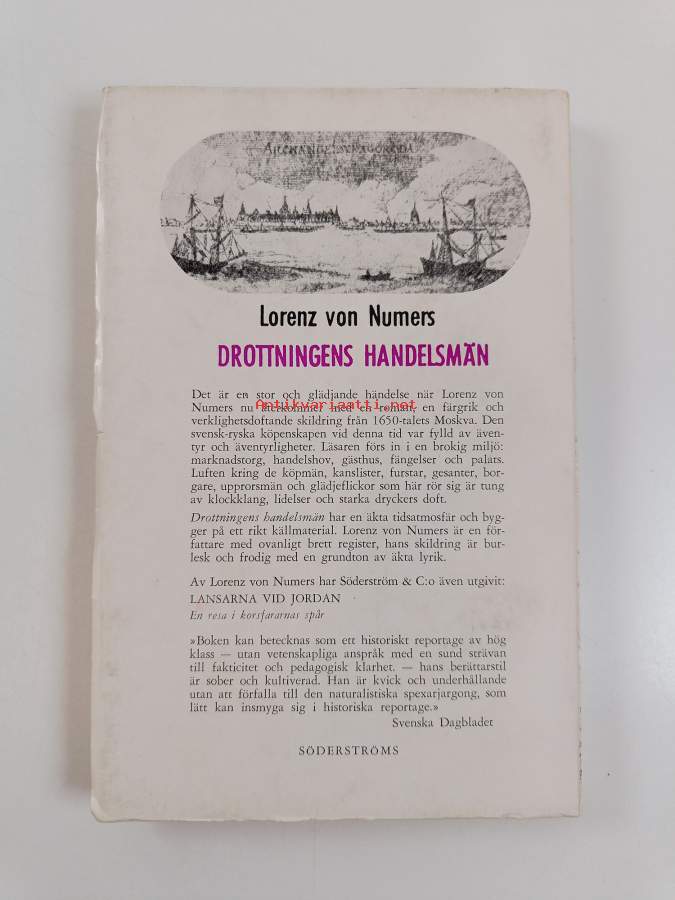 ARCHANGELSKAGORODA
Lorenz von Numers
DROTTNINGENS HANDELSMÄN
Det är en stor och glädjande händelse när Lorenz von
Numers nu återkommer med en roman, en färgrik och
Antikvariamtti.net
verklighetsdoftande skildring från 1650-talets Moskva. Den
svensk-ryska köpenskapen vid denna tid var fylld av även-
tyr och äventyrligheter. Läsaren förs in i en brokig miljö:
marknadstorg, handelshov, gästhus, fängelser och palats.
Luften kring de köpmän, kanslister, furstar, gesanter, bor-
gare, upprorsmän och glädjeflickor som här rör sig är tung
av klockklang, lidelser och starka dryckers doft.
Drottningens handelsmän har en äkta tidsatmosfär och byg-
ger på ett rikt källmaterial. Lorenz von Numers är en för-
fattare med ovanligt brett register, hans skildring är bur-
lesk och frodig med en grundton av äkta lyrik.
Av Lorenz von Numers har Söderström & C:o även utgivit:
LANSARNA VID JORDAN
En resa i korsfararnas spår
»Boken kan betecknas som ett historiskt reportage av hög
klass — utan vetenskapliga anspråk med en sund strävan
till fakticitet och pedagogisk klarhet. — hans berättarstil
är sober och kultiverad. Han är kvick och underhållande
utan att förfalla till den naturalistiska spexarjargong, som
lätt kan insmyga sig i historiska reportage.»
Svenska Dagbladet
SÖDERSTRÖMS